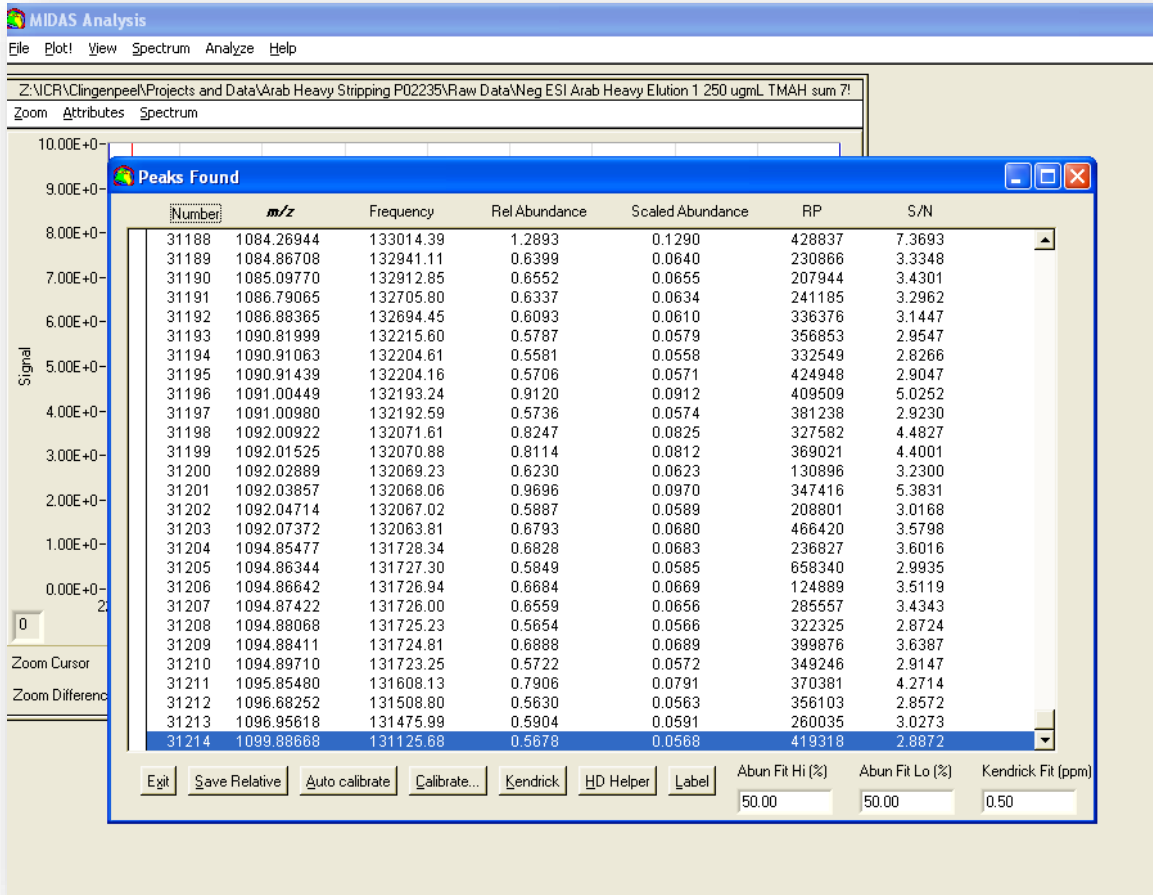 MIDAS Analysis
File Plot! View Spectrum Analyze Help
Z:\ICR\Clingenpeel\Projects and Data\Arab Heavy Stripping P02235\Raw Data\Neg ESI Arab Heavy Elution 1 250 ugmL TMAH sum 7!
Zoom Attributes Spectrum
10.00E+0
9.00E+0
8.00E+0
7.00E+0
6.00E+0
5.00E+0
4.00E+0
3.00E+0
2.00E+0
1.00E+0
0.00E+0
Signal
0
Zoom Cursor
Zoom Differenc
Peaks Found
Number m/z Frequency Rel Abundance Scaled Abundance RP S/N
31188 1084.26944 133014.39 1.2893 0.1290 428837 7.3693
31189 1084.86708 132941.11 0.6399 0.0640 230866 3.3348
31190 1085.09770 132912.85 0.6552 0.0655 207944 3.4301
31191 1086.79065 132705.80 0.6337 0.0634 241185 3.2962
31192 1086.88365 132694.45 0.6093 0.0610 336376 3.1447
31193 1090.81999 132215.60 0.5787 0.0579 356853 2.9547
31194 1090.91063 132204.61 0.5581 0.0558 332549 2.8266
31195 1090.91439 132204.16 0.5706 0.0571 424948 2.9047
31196 1091.00449 132193.24 0.9120 0.0912 409509 5.0252
31197 1091.00980 132192.59 0.5736 0.0574 381238 2.9230
31198 1092.00922 132071.61 0.8247 0.0825 327582 4.4827
31199 1092.01525 132070.88 0.8114 0.0812 369021 4.4001
31200 1092.02889 132069.23 0.6230 0.0623 130896 3.2300
31201 1092.03857 132068.06 0.9696 0.0970 347416 5.3831
31202 1092.04714 132067.02 0.5887 0.0589 208801 3.0168
31203 1092.07372 132063.81 0.6793 0.0680 466420 3.5798
31204 1094.85477 131728.34 0.6828 0.0683 236827 3.6016
31205 1094.86344 131727.30 0.5849 0.0585 658340 2.9935
31206 1094.86642 131726.94 0.6684 0.0669 124889 3.5119
31207 1094.87422 131726.00 0.6559 0.0656 285557 3.4343
31208 1094.88068 131725.23 0.5654 0.0566 322325 2.8724
31209 1094.88411 131724.81 0.6888 0.0689 399876 3.6387
31210 1094.89710 131723.25 0.5722 0.0572 349246 2.9147
31211 1095.85480 131608.13 0.7906 0.0791 370381 4.2714
31212 1096.68252 131508.80 0.5630 0.0563 356103 2.8572
31213 1096.95618 131475.99 0.5904 0.0591 260035 3.0273
31214 1099.88668 131125.68 0.5678 0.0568 419318 2.8872
Exit Save Relative Auto calibrate Calibrate... Kendrick HD Helper Label
Abun Fit Hi (%) Abun Fit Lo (%) Kendrick Fit (ppm)
50.00 50.00 0.50